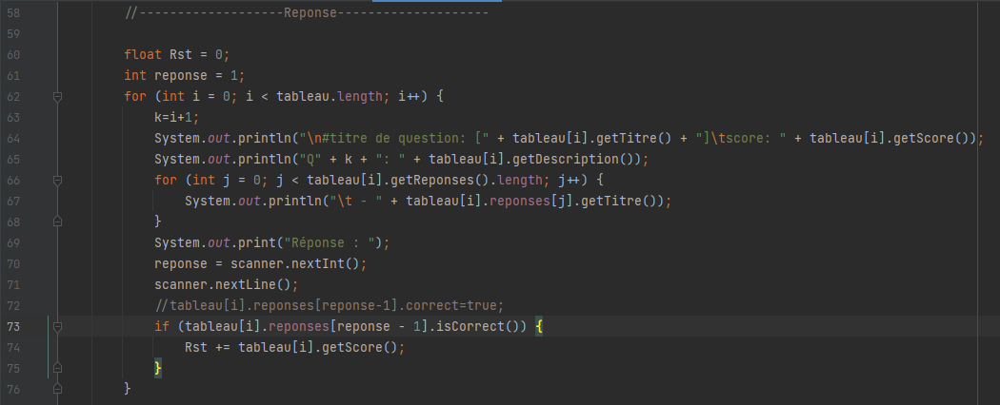 58 //-------------------Reponse--------------------
59
60 float Rst = 0;
61 int reponse = 1;
62 for (int i = 0; i < tableau.length; i++) {
63 k=i+1;
64 System.out.println("\n#titre de question: [" + tableau[i].getTitre() + "]\tscore: " + tableau[i].getScore());
65 System.out.println("Q" + k + ": " + tableau[i].getDescription());
66 for (int j = 0; j < tableau[i].getReponses().length; j++) {
67 System.out.println("\t - " + tableau[i].reponses[j].getTitre());
68 }
69 System.out.print("Réponse : ");
70 reponse = scanner.nextInt();
71 scanner.nextLine();
72 //tableau[i].reponses[reponse-1].correct=true;
73 if (tableau[i].reponses[reponse - 1].isCorrect()) {
74 Rst += tableau[i].getScore();
75 }
76 }